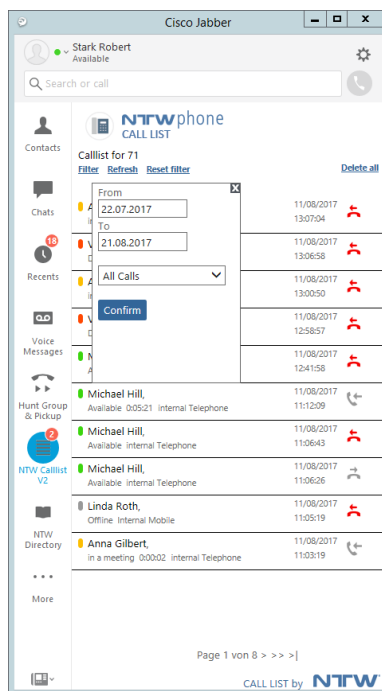 Cisco Jabber
Stark Robert
Available
Search or call
NTW phone
CALL LIST
Contacts
Calllist for 71
Filter Refresh Reset filter
Delete all
Chats
18
Recents
Voice
Messages
Hunt Group
& Pickup
2
NTW Calllist
V2
NTW
Directory
More
From
22.07.2017
To
21.08.2017
All Calls
Confirm
X
11/08/2017
13:07:04
11/08/2017
13:06:58
11/08/2017
13:00:50
11/08/2017
12:58:57
11/08/2017
12:41:58
Michael Hill,
Available 0:05:21 internal Telephone
11/08/2017
11:12:09
Michael Hill,
Available internal Telephone
11/08/2017
11:06:43
Michael Hill,
Available internal Telephone
11/08/2017
11:06:26
Linda Roth,
Offline Internal Mobile
11/08/2017
11:05:19
Anna Gilbert,
in a meeting 0:00:02 internal Telephone
11/08/2017
11:03:19
Page 1 von 8 > >> >|
CALL LIST by NTW